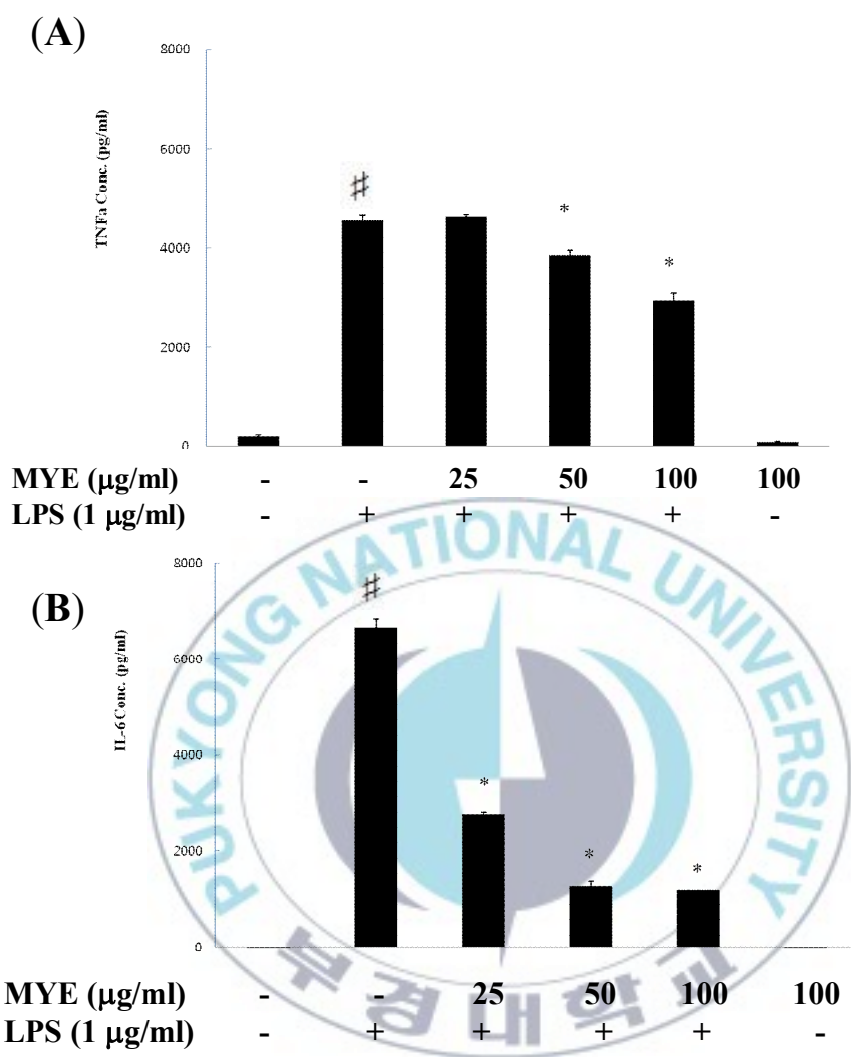 (A)
8000
TNFa Conc. (pg/ml)
6000
♯
*
4000
*
2000
0
MYE (μg/ml) - - 25 50 100 100
LPS (1 μg/ml) - + + + + -
PUKYONG NATIONAL UNIVERSITY
부경대학교
(B)
8000
♯
IL-6 Conc. (pg/ml)
6000
4000
*
2000
*
*
0
MYE (μg/ml) - - 25 50 100 100
LPS (1 μg/ml) - + + + + -